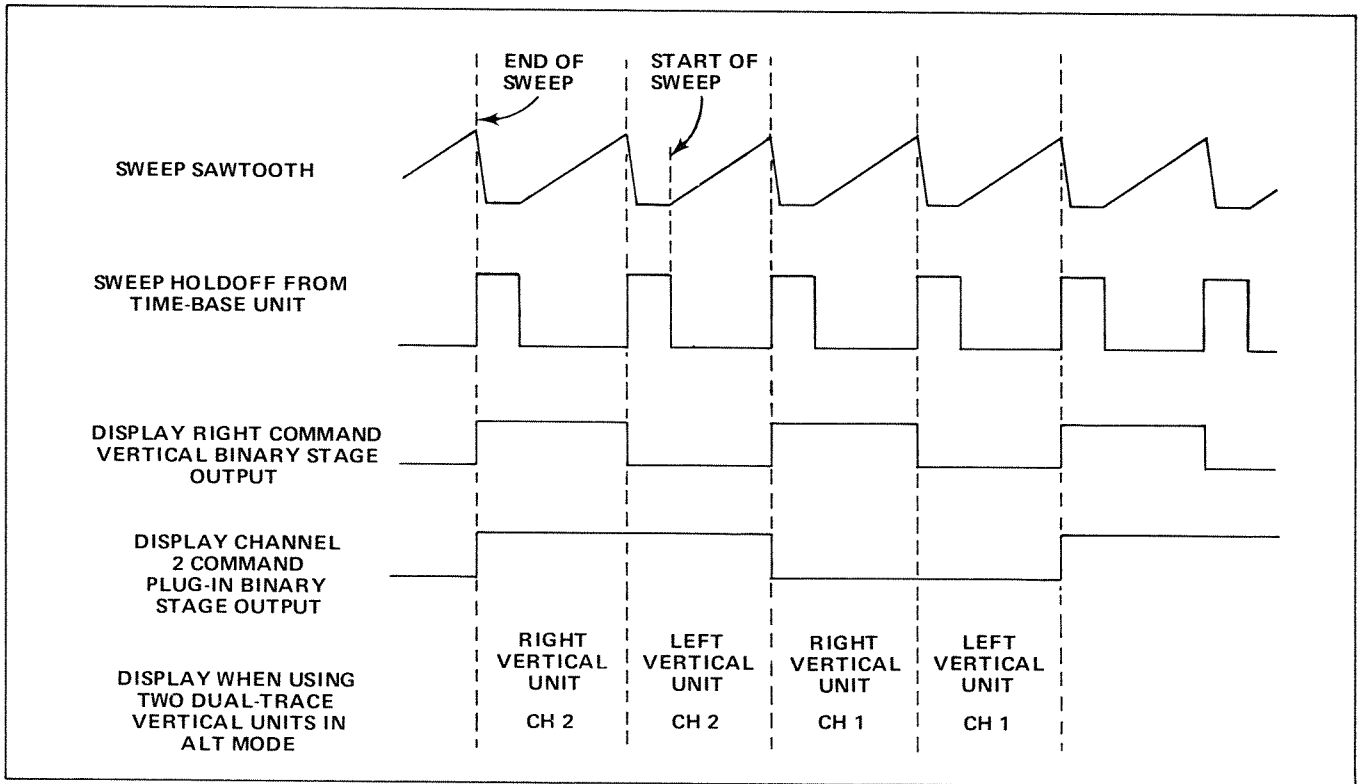 END OF
SWEEP
START OF
SWEEP
SWEEP SAWTOOTH
SWEEP HOLDOFF FROM
TIME-BASE UNIT
DISPLAY RIGHT COMMAND
VERTICAL BINARY STAGE
OUTPUT
DISPLAY CHANNEL
2 COMMAND
PLUG-IN BINARY
STAGE OUTPUT
DISPLAY WHEN USING
TWO DUAL-TRACE
VERTICAL UNITS IN
ALT MODE
RIGHT
VERTICAL
UNIT
CH 2
LEFT
VERTICAL
UNIT
CH 2
RIGHT
VERTICAL
UNIT
CH 1
LEFT
VERTICAL
UNIT
CH 1